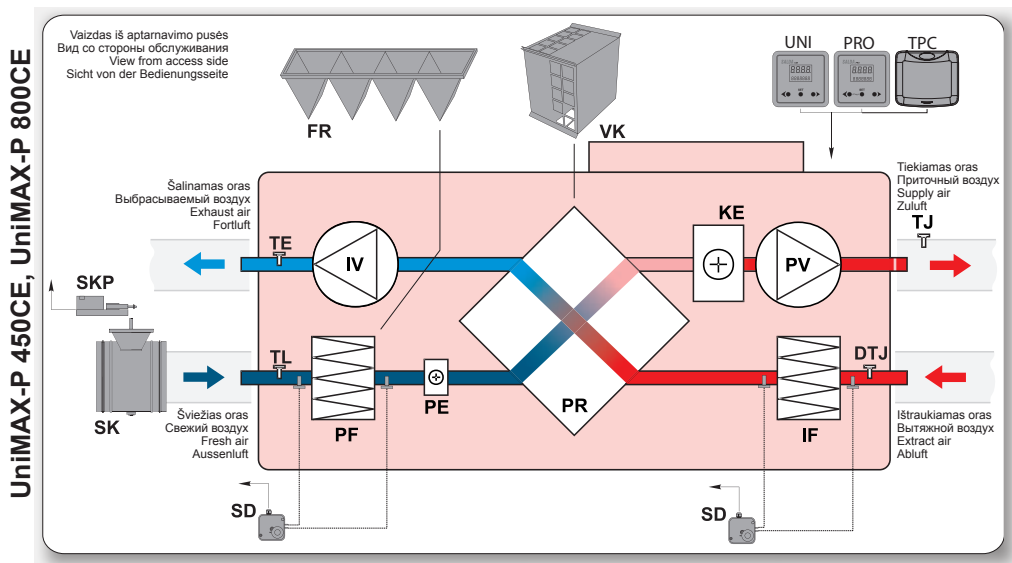 UniMAX-P 450CE, UniMAX-P 800CE
Vaizdas iš aptarnavimo pusės
Вид со стороны обслуживания
View from access side
Sicht von der Bedienungsseite
FR
VK
UNI
PRO
TPC
Šalinamas oras
Выбрасываемый воздух
Exhaust air
Fortluft
Tiekiamas oras
Приточный воздух
Supply air
Zuluft
TJ
TE
IV
KE
PV
SKP
SK
TL
PF
PE
PR
IF
DTJ
Šviežias oras
Свежий воздух
Fresh air
Aussenluft
Ištraukiamas oras
Вытяжной воздух
Extract air
Abluft
SD
SD